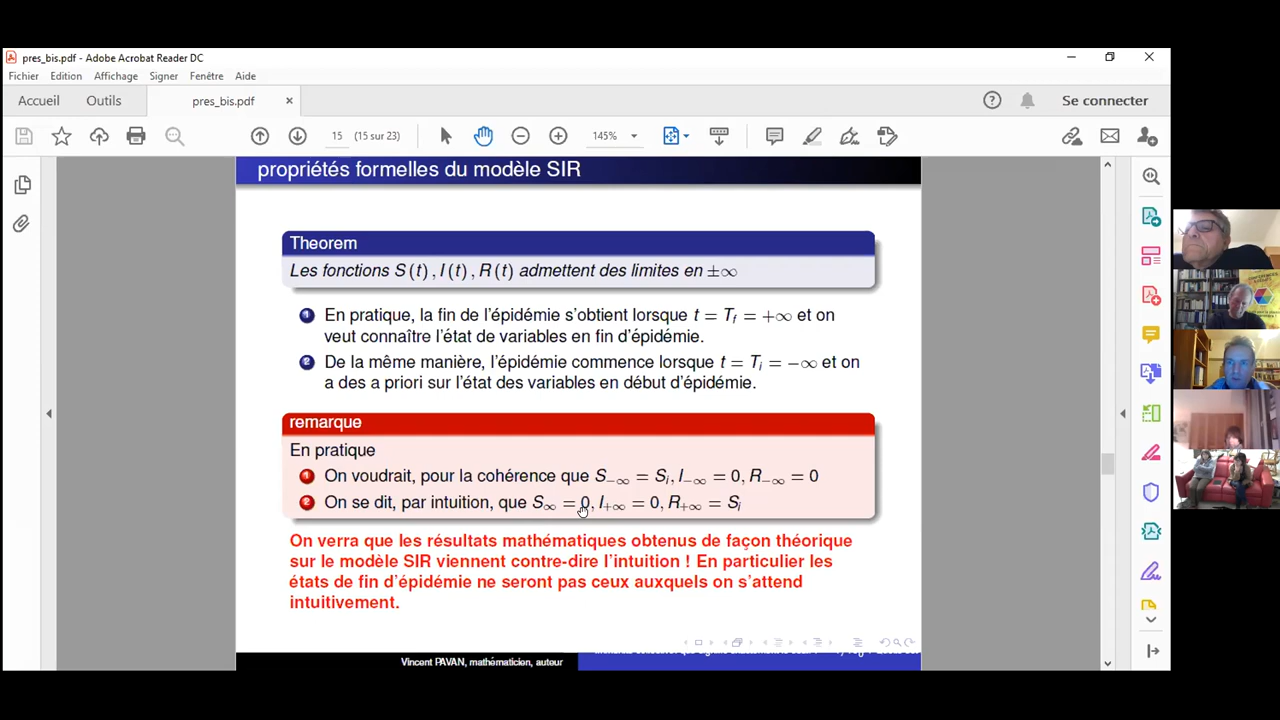 pres_bis.pdf - Adobe Acrobat Reader DC
Fichier Edition Affichage Signer Fenêtre Aide
Accueil Outils pres_bis.pdf × Se connecter
15 (15 sur 23) 145%
propriétés formelles du modèle SIR
Theorem
Les fonctions S(t), I(t), R(t) admettent des limites en ±∞
1 En pratique, la fin de l'épidémie s'obtient lorsque t = T_f = +∞ et on
veut connaître l'état de variables en fin d'épidémie.
2 De la même manière, l'épidémie commence lorsque t = T_i = −∞ et on
a des a priori sur l'état des variables en début d'épidémie.
remarque
En pratique
1 On voudrait, pour la cohérence que S_−∞ = S_i, I_−∞ = 0, R_−∞ = 0
2 On se dit, par intuition, que S_∞ = 0, I_+∞ = 0, R_+∞ = S_i
On verra que les résultats mathématiques obtenus de façon théorique
sur le modèle SIR viennent contre-dire l'intuition ! En particulier les
états de fin d'épidémie ne seront pas ceux auxquels on s'attend
intuitivement.
Vincent PAVAN, mathématicien, auteur